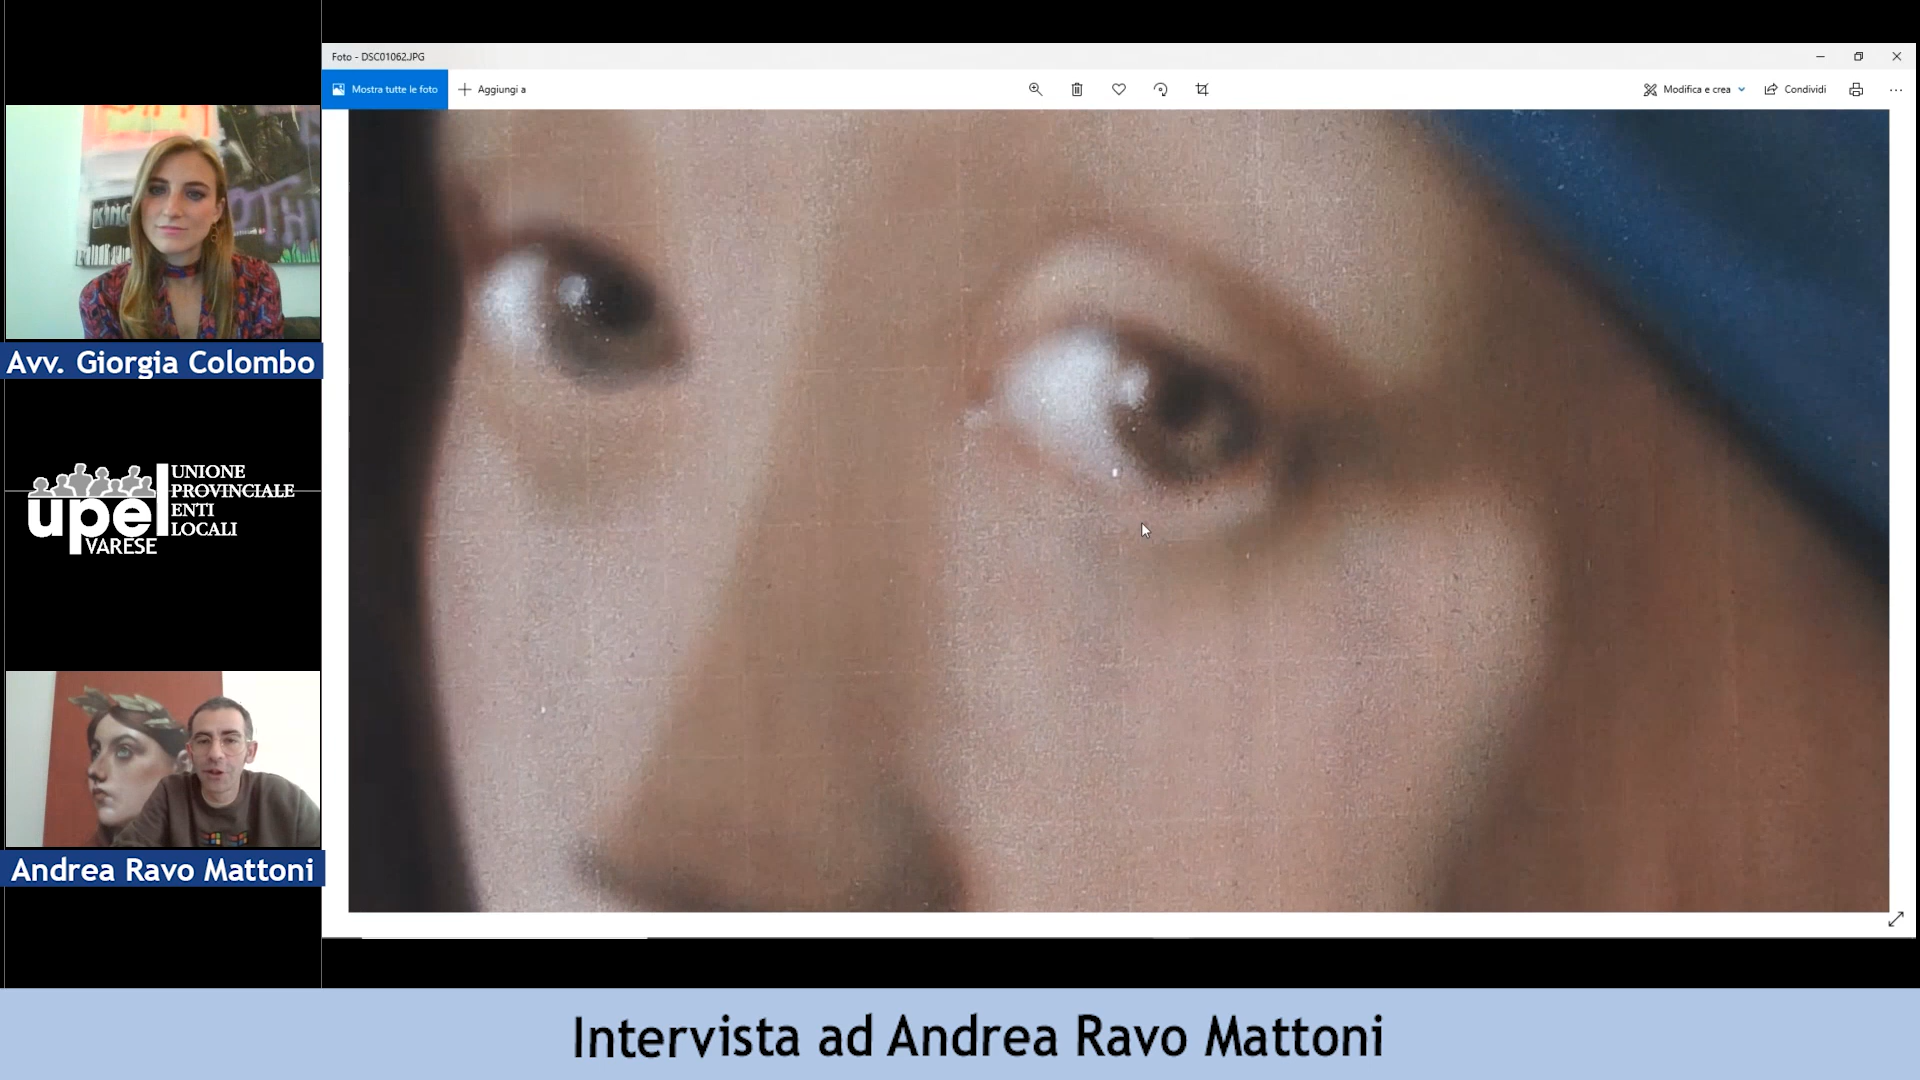 Foto - DSC01062.JPG
Mostra tutte le foto
Aggiungi a
Modifica e crea
Condividi
KING
Avv. Giorgia Colombo
upel
UNIONE
PROVINCIALE
ENTI
LOCALI
VARESE
Andrea Ravo Mattoni
Intervista ad Andrea Ravo Mattoni